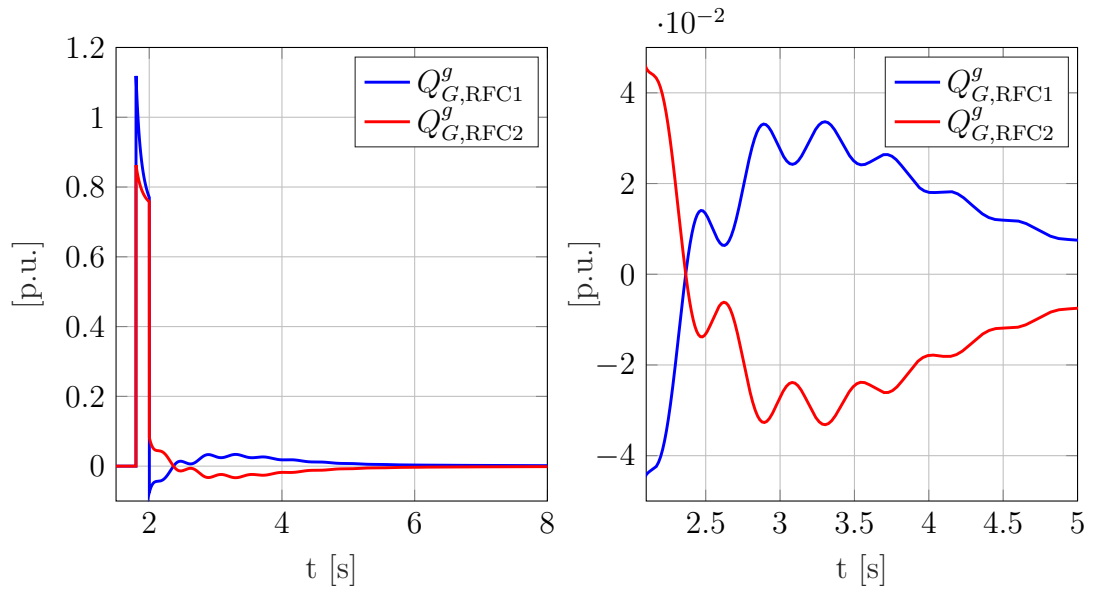 1.2
1
0.8
0.6
0.4
0.2
0
2
4
6
8
[p.u.]
t [s]
Q^g_{G,RFC1}
Q^g_{G,RFC2}
·10^{−2}
4
2
0
−2
−4
2.5
3
3.5
4
4.5
5
[p.u.]
t [s]
Q^g_{G,RFC1}
Q^g_{G,RFC2}